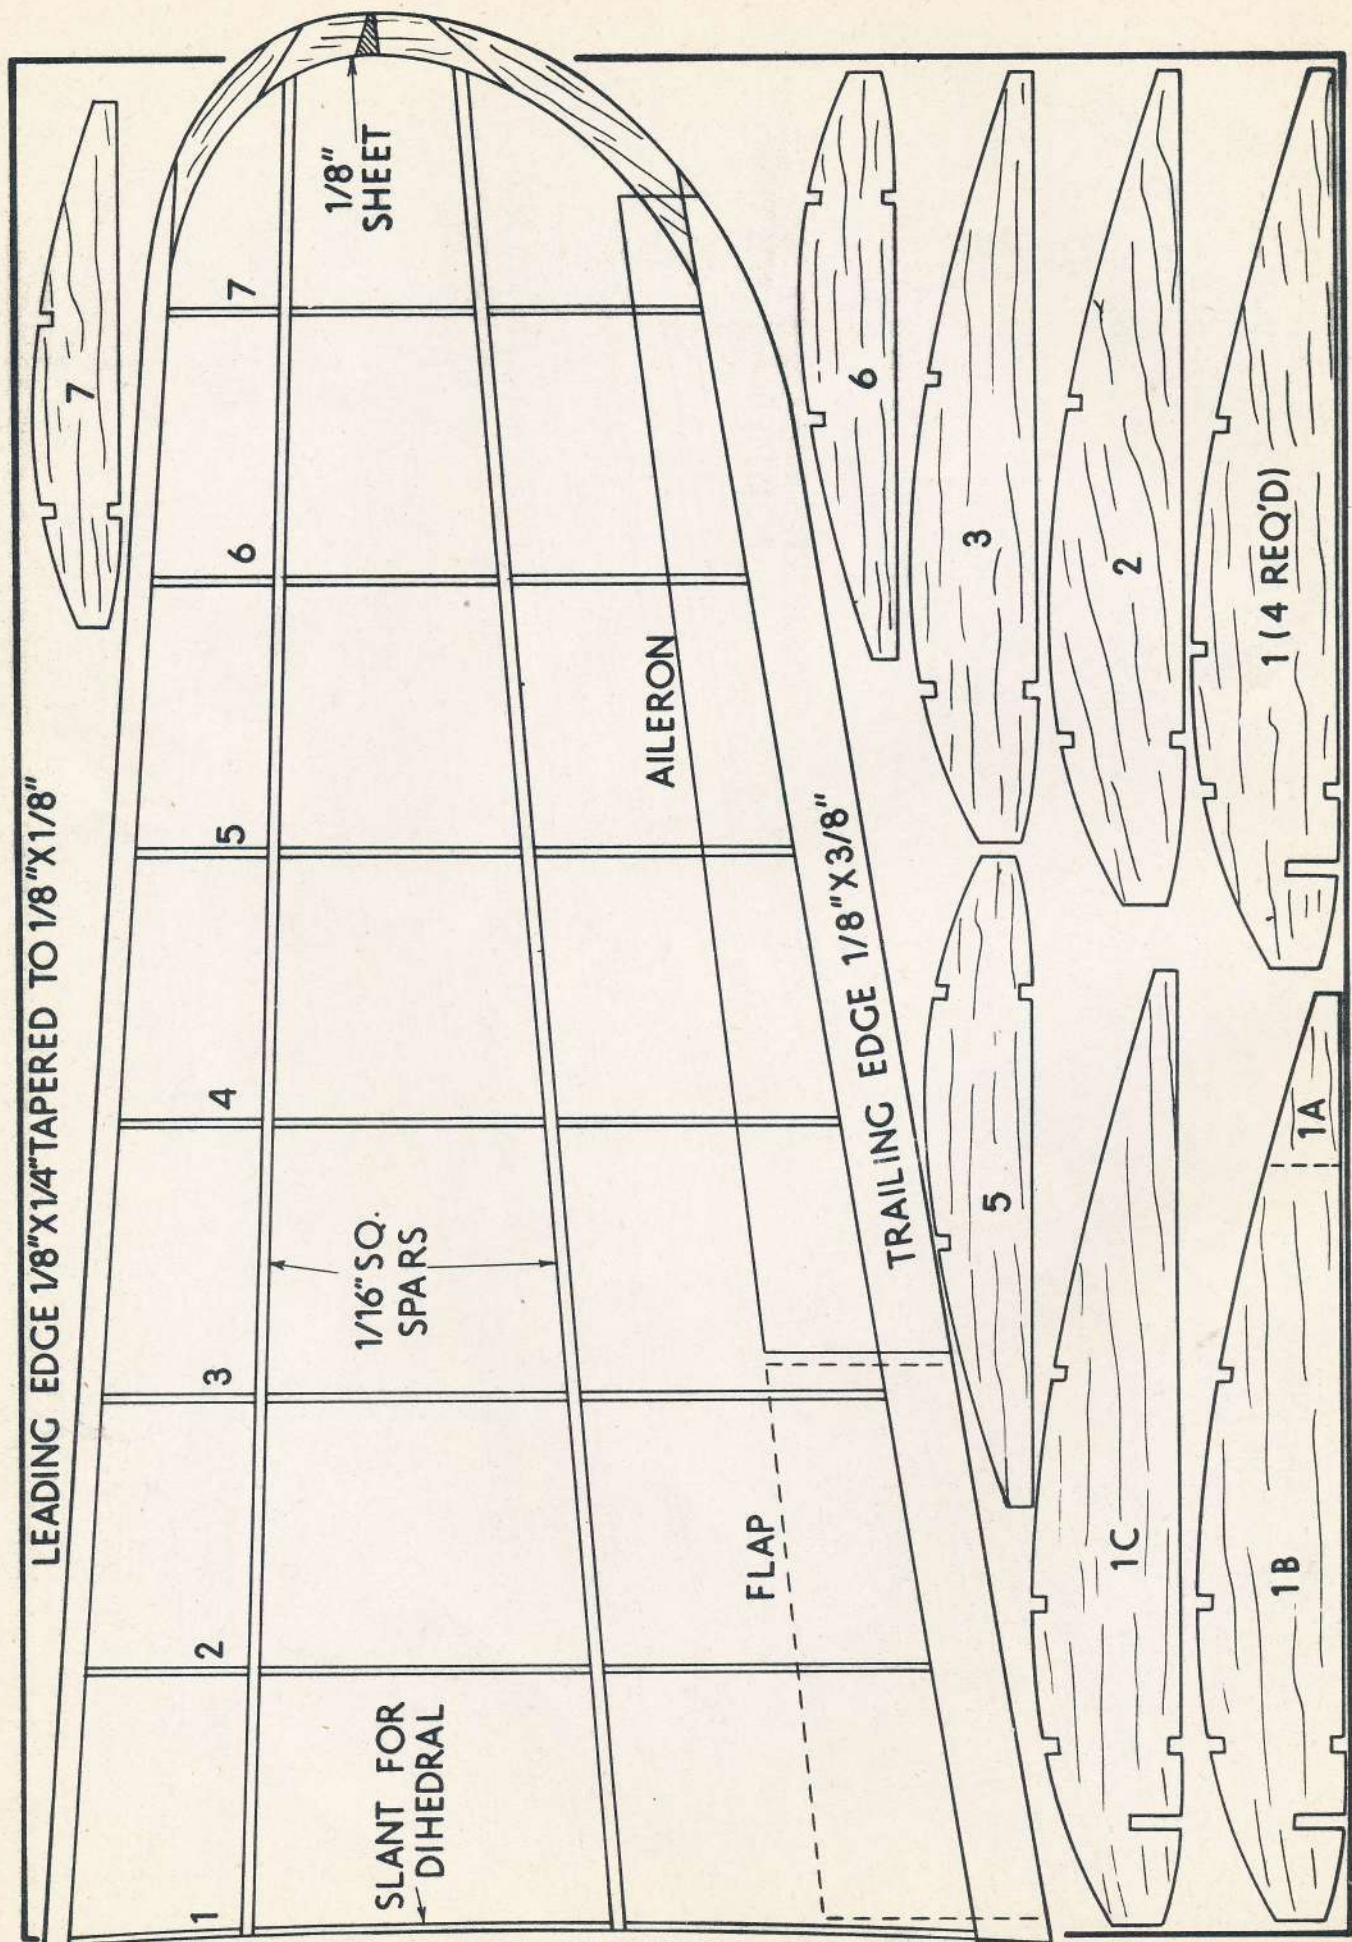 LEADING EDGE 1/8"X1/4"TAPERED TO 1/8"X1/8"
7
1
2
3
4
5
6
7
1/8"
SHEET
SLANT FOR
DIHEDRAL
1/16"SQ.
SPARS
AILERON
FLAP
TRAILING EDGE 1/8"X3/8"
6
5
3
1C
2
1B
1A
1 (4 REQ'D)